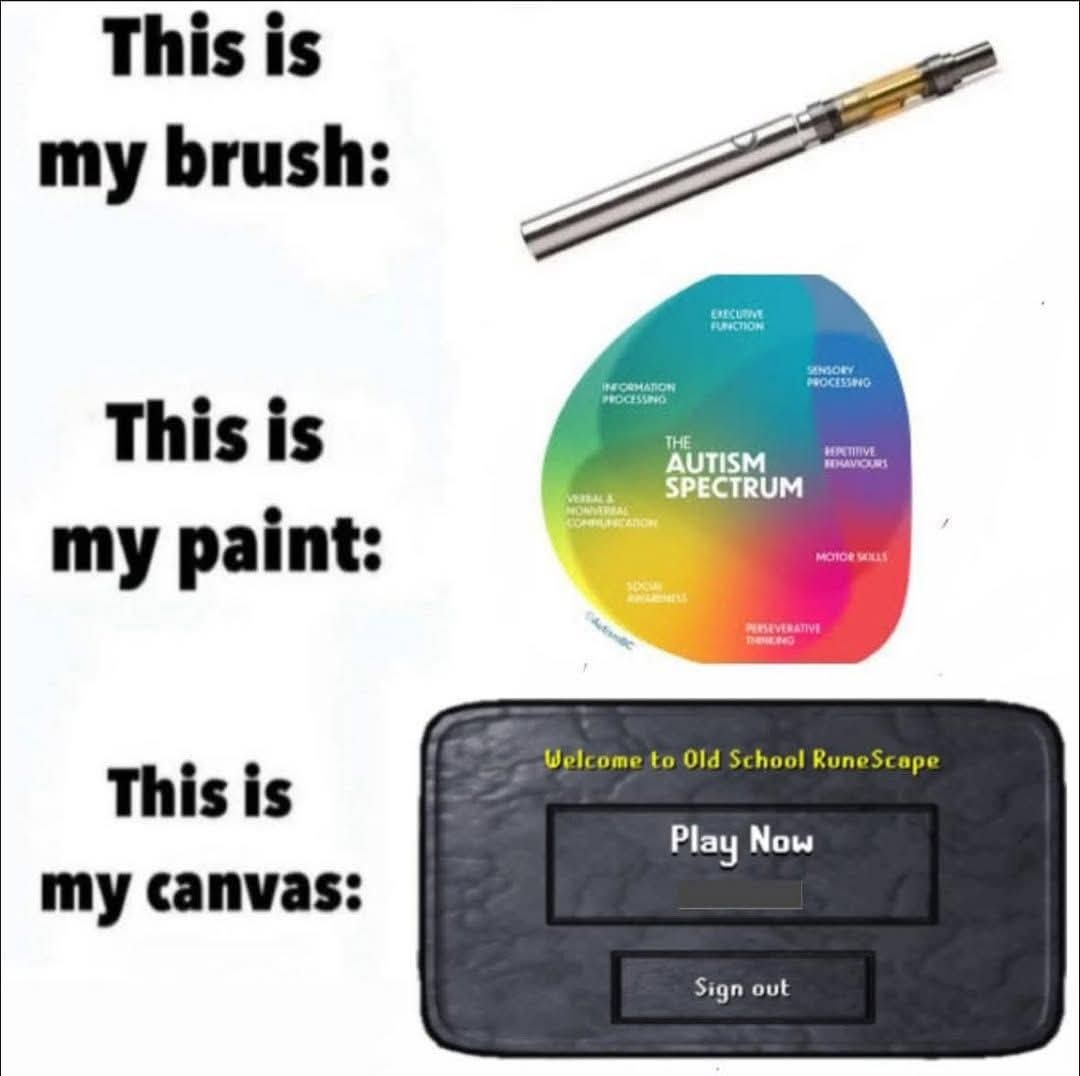 This is
my brush:
EXECUTIVE
FUNCTION
SENSORY
PROCESSING
INFORMATION
PROCESSING
This is
my paint:
THE
AUTISM
SPECTRUM
REPETITIVE
BEHAVIOURS
VERBAL &
NONVERBAL
COMMUNICATION
MOTOR SKILLS
SOCIAL
AWARENESS
PERSEVERATIVE
THINKING
©AutismBC
This is
my canvas:
Welcome to Old School RuneScape
Play Now
Sign out